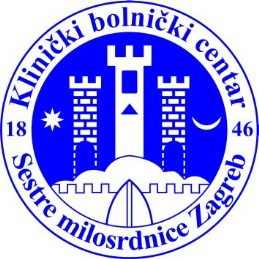 Klinički bolnički centar
18 46
Sestre milosrdnice Zagreb